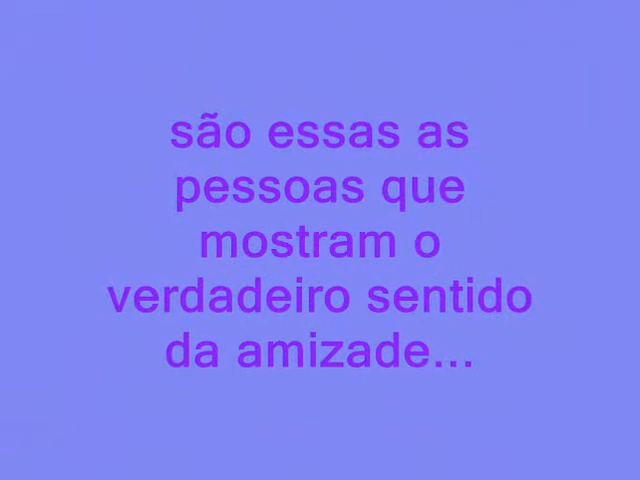 são essas as
pessoas que
mostram o
verdadeiro sentido
da amizade...